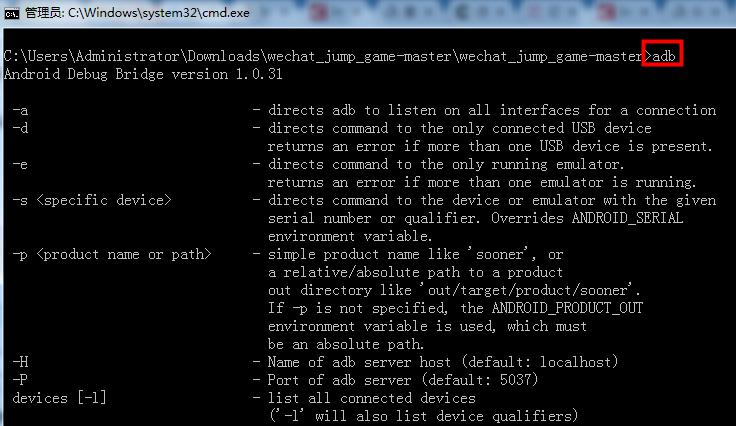 管理员: C:\Windows\system32\cmd.exe
C:\Users\Administrator\Downloads\wechat_jump_game-master\wechat_jump_game-master>adb
Android Debug Bridge version 1.0.31
-a - directs adb to listen on all interfaces for a connection
-d - directs command to the only connected USB device
returns an error if more than one USB device is present.
-e - directs command to the only running emulator.
returns an error if more than one emulator is running.
-s <specific device> - directs command to the device or emulator with the given
serial number or qualifier. Overrides ANDROID_SERIAL
environment variable.
-p <product name or path> - simple product name like 'sooner', or
a relative/absolute path to a product
out directory like 'out/target/product/sooner'.
If -p is not specified, the ANDROID_PRODUCT_OUT
environment variable is used, which must
be an absolute path.
-H - Name of adb server host (default: localhost)
-P - Port of adb server (default: 5037)
devices [-l] - list all connected devices
('-l' will also list device qualifiers)